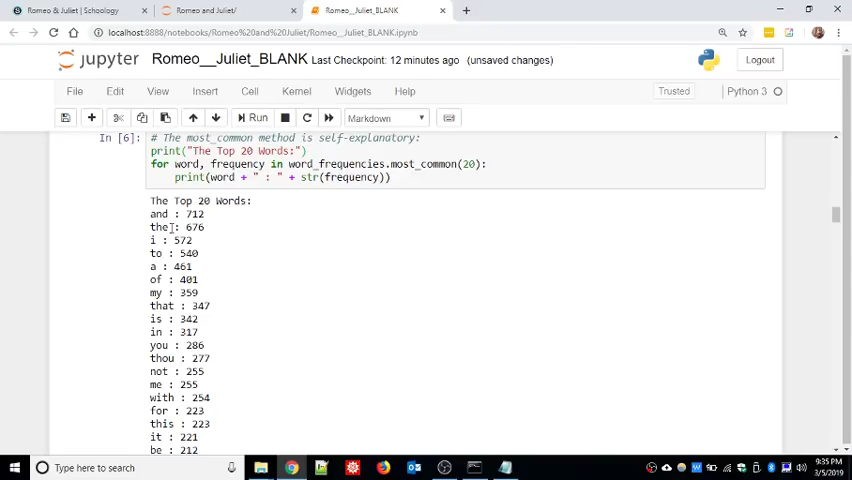 Romeo & Juliet | Schoology
Romeo and Juliet/
Romeo__Juliet_BLANK
localhost:8888/notebooks/Romeo%20and%20Juliet/Romeo__Juliet_BLANK.ipynb
jupyter Romeo__Juliet_BLANK Last Checkpoint: 12 minutes ago (unsaved changes)
Logout
File Edit View Insert Cell Kernel Widgets Help
Trusted
Python 3
Run
Markdown
In [6]:
# The most_common method is self-explanatory:
print("The Top 20 Words:")
for word, frequency in word_frequencies.most_common(20):
print(word + " : " + str(frequency))
The Top 20 Words:
and : 712
the : 676
i : 572
to : 540
a : 461
of : 401
my : 359
that : 347
is : 342
in : 317
you : 286
thou : 277
not : 255
me : 255
with : 254
for : 223
this : 223
it : 221
be : 212
Type here to search
9:35 PM
3/5/2019